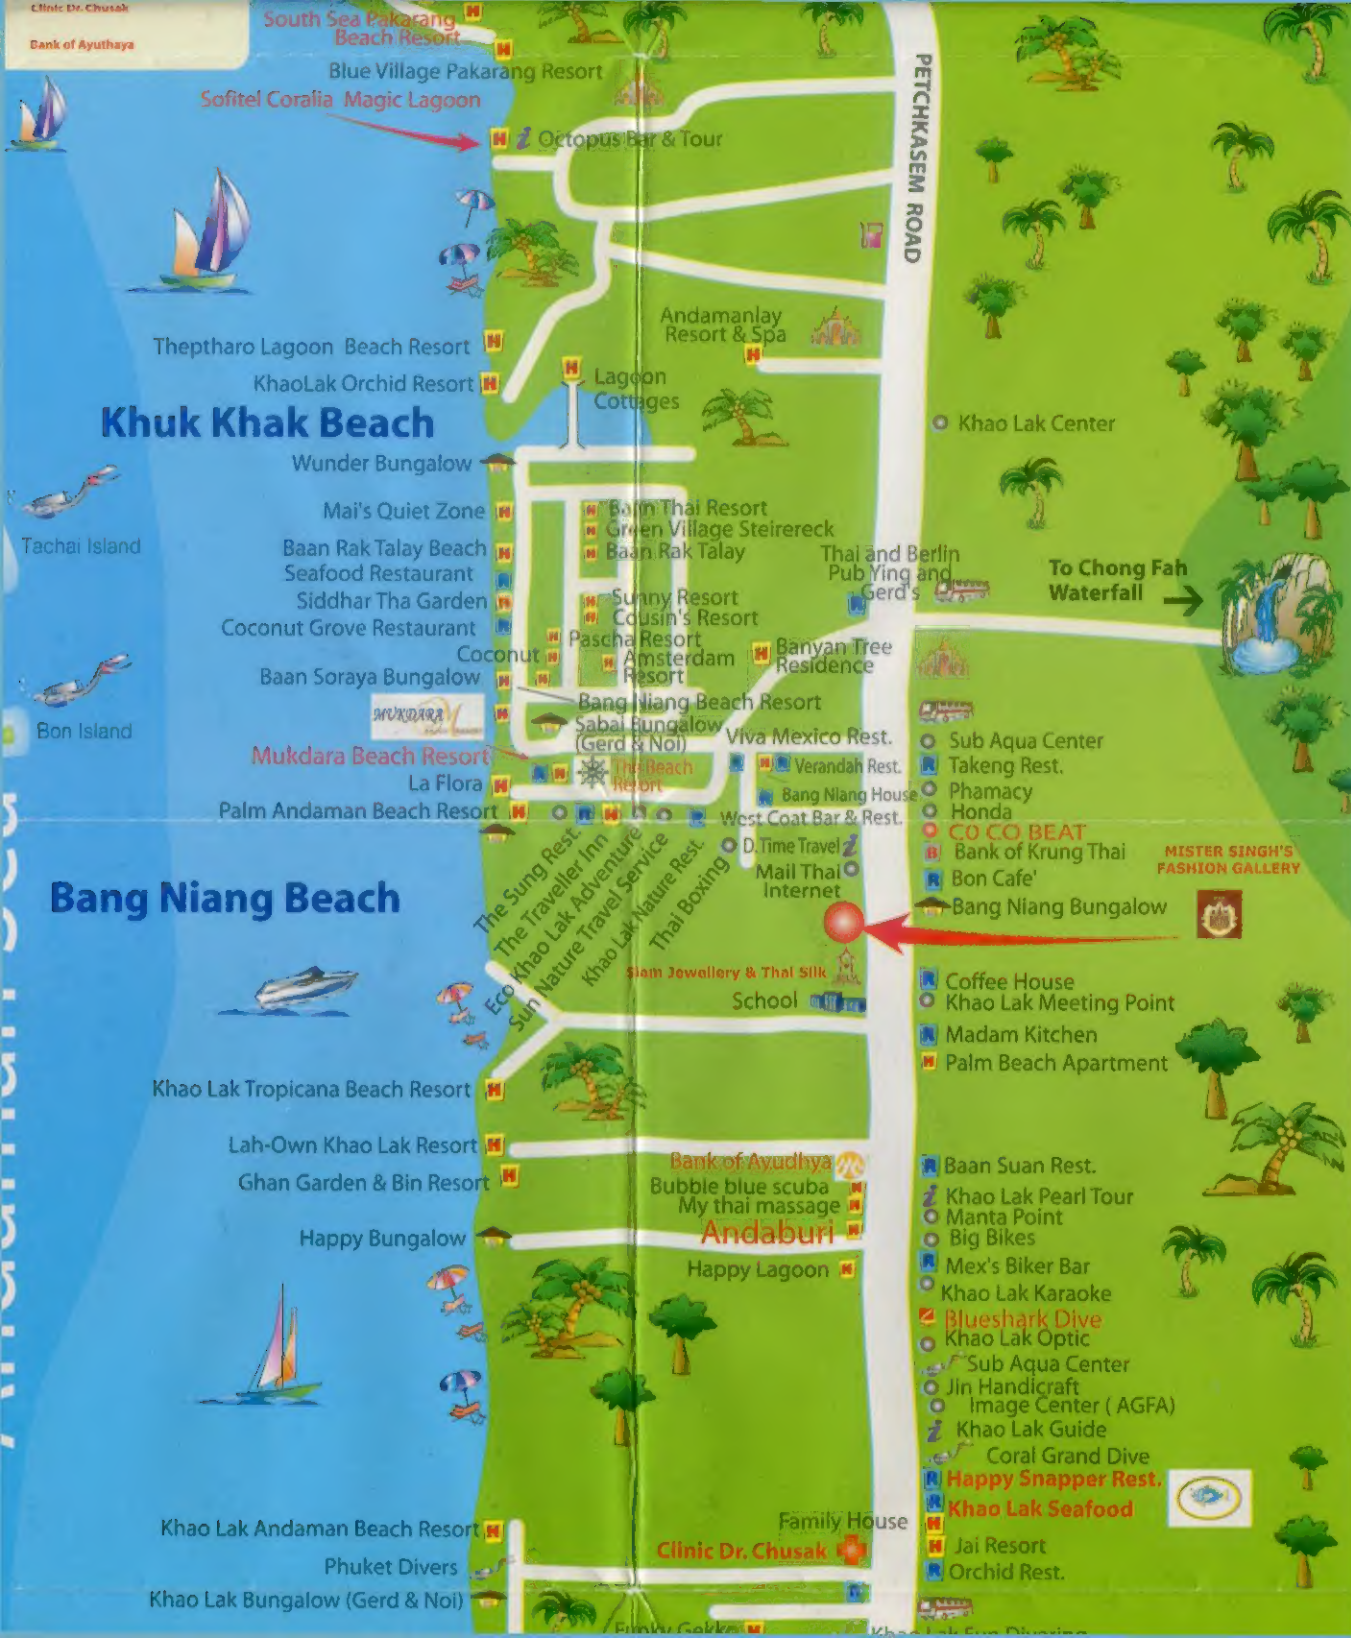 Clinic Dr. Chusak
Bank of Ayuthaya
South Sea Pakarang
Beach Resort
Blue Village Pakarang Resort
Sofitel Coralia Magic Lagoon
Octopus Bar & Tour
PETCHKASEM ROAD
Andamanlay
Resort & Spa
Theptharo Lagoon Beach Resort
KhaoLak Orchid Resort
Lagoon
Cottages
Khuk Khak Beach
Khao Lak Center
Wunder Bungalow
Mai's Quiet Zone
Baan Thai Resort
Green Village Steirereck
Tachai Island
Baan Rak Talay Beach
Baan Rak Talay
Seafood Restaurant
Thai and Berlin
Pub Ying and
Gerd's
To Chong Fah
Waterfall
Siddhar Tha Garden
Sunny Resort
Cousin's Resort
Coconut Grove Restaurant
Pascha Resort
Coconut
Amsterdam
Resort
Banyan Tree
Residence
Baan Soraya Bungalow
Bang Niang Beach Resort
MUKDARA
Bon Island
Sabai Bungalow
(Gerd & Noi)
Mukdara Beach Resort
Viva Mexico Rest.
The Beach
Resort
Verandah Rest.
La Flora
Bang Niang House
Palm Andaman Beach Resort
West Coat Bar & Rest.
Sub Aqua Center
Takeng Rest.
Phamacy
Honda
CO CO BEAT
Bank of Krung Thai
Bon Cafe'
Bang Niang Bungalow
MISTER SINGH'S
FASHION GALLERY
D.Time Travel
Mail Thai
Internet
The Sung Rest.
The Traveller Inn
Eco Khao Lak Adventure
Sun Nature Travel Service
Khao Lak Nature Rest.
Thai Boxing
Bang Niang Beach
Siam Jewellery & Thai Silk
School
Coffee House
Khao Lak Meeting Point
Madam Kitchen
Palm Beach Apartment
Khao Lak Tropicana Beach Resort
Lah-Own Khao Lak Resort
Ghan Garden & Bin Resort
Happy Bungalow
Bank of Ayudhya
Bubble blue scuba
My thai massage
Andaburi
Happy Lagoon
Baan Suan Rest.
Khao Lak Pearl Tour
Manta Point
Big Bikes
Mex's Biker Bar
Khao Lak Karaoke
Blueshark Dive
Khao Lak Optic
Sub Aqua Center
Jin Handicraft
Image Center ( AGFA)
Khao Lak Guide
Coral Grand Dive
Happy Snapper Rest.
Khao Lak Seafood
Family House
Clinic Dr. Chusak
Jai Resort
Orchid Rest.
Khao Lak Andaman Beach Resort
Phuket Divers
Khao Lak Bungalow (Gerd & Noi)
Funky Gekko
Khao Lak Fun Divering